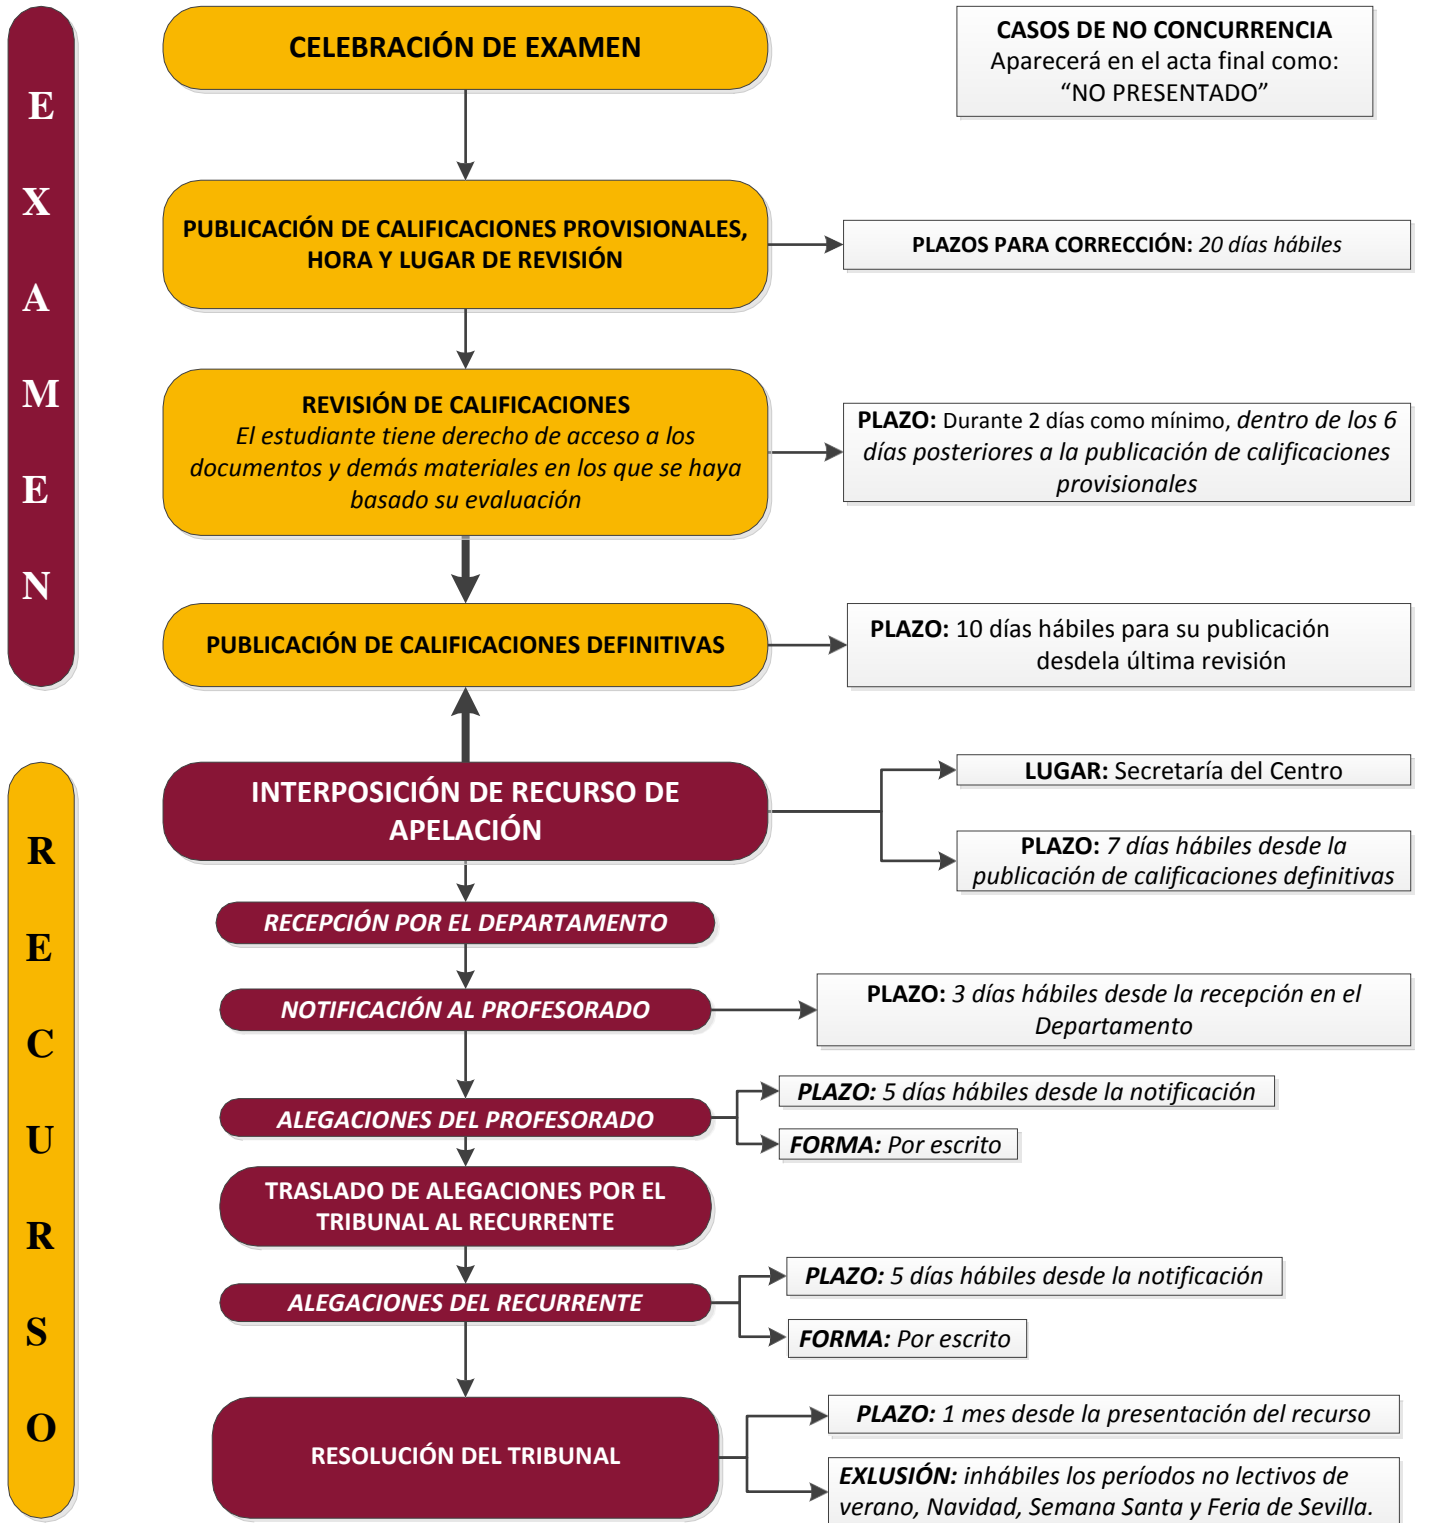 E
X
A
M
E
N
CELEBRACIÓN DE EXAMEN
CASOS DE NO CONCURRENCIA
Aparecerá en el acta final como:
“NO PRESENTADO”
PUBLICACIÓN DE CALIFICACIONES PROVISIONALES,
HORA Y LUGAR DE REVISIÓN
PLAZOS PARA CORRECCIÓN: 20 días hábiles
REVISIÓN DE CALIFICACIONES
El estudiante tiene derecho de acceso a los
documentos y demás materiales en los que se haya
basado su evaluación
PLAZO: Durante 2 días como mínimo, dentro de los 6
días posteriores a la publicación de calificaciones
provisionales
PUBLICACIÓN DE CALIFICACIONES DEFINITIVAS
PLAZO: 10 días hábiles para su publicación
desdela última revisión
R
E
C
U
R
S
O
INTERPOSICIÓN DE RECURSO DE
APELACIÓN
LUGAR: Secretaría del Centro
PLAZO: 7 días hábiles desde la
publicación de calificaciones definitivas
RECEPCIÓN POR EL DEPARTAMENTO
NOTIFICACIÓN AL PROFESORADO
PLAZO: 3 días hábiles desde la recepción en el
Departamento
ALEGACIONES DEL PROFESORADO
PLAZO: 5 días hábiles desde la notificación
FORMA: Por escrito
TRASLADO DE ALEGACIONES POR EL
TRIBUNAL AL RECURRENTE
ALEGACIONES DEL RECURRENTE
PLAZO: 5 días hábiles desde la notificación
FORMA: Por escrito
RESOLUCIÓN DEL TRIBUNAL
PLAZO: 1 mes desde la presentación del recurso
EXLUSIÓN: inhábiles los períodos no lectivos de
verano, Navidad, Semana Santa y Feria de Sevilla.